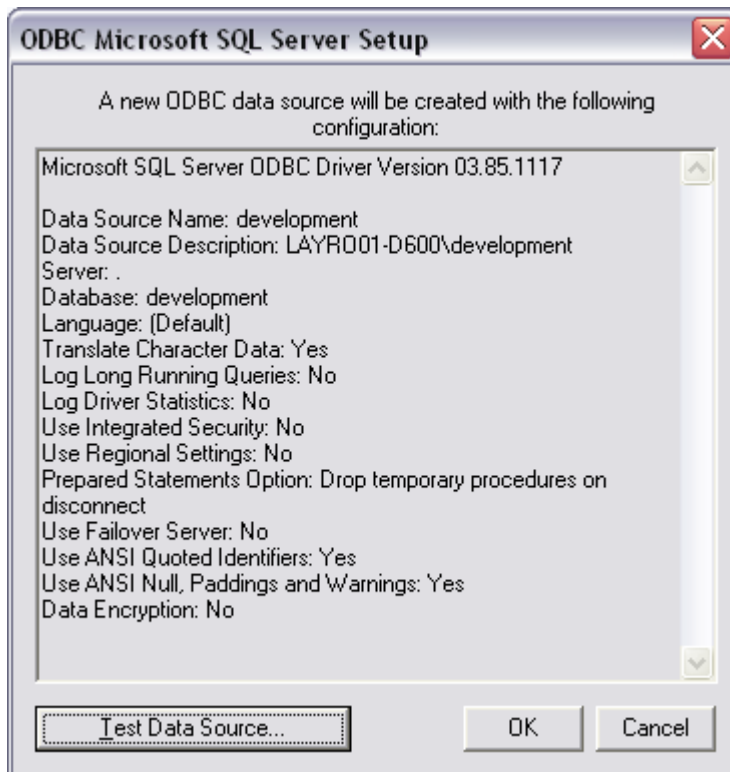 ODBC Microsoft SQL Server Setup
A new ODBC data source will be created with the following
configuration:
Microsoft SQL Server ODBC Driver Version 03.85.1117
Data Source Name: development
Data Source Description: LAYRO01-D600\development
Server: .
Database: development
Language: (Default)
Translate Character Data: Yes
Log Long Running Queries: No
Log Driver Statistics: No
Use Integrated Security: No
Use Regional Settings: No
Prepared Statements Option: Drop temporary procedures on
disconnect
Use Failover Server: No
Use ANSI Quoted Identifiers: Yes
Use ANSI Null, Paddings and Warnings: Yes
Data Encryption: No
Test Data Source... OK Cancel